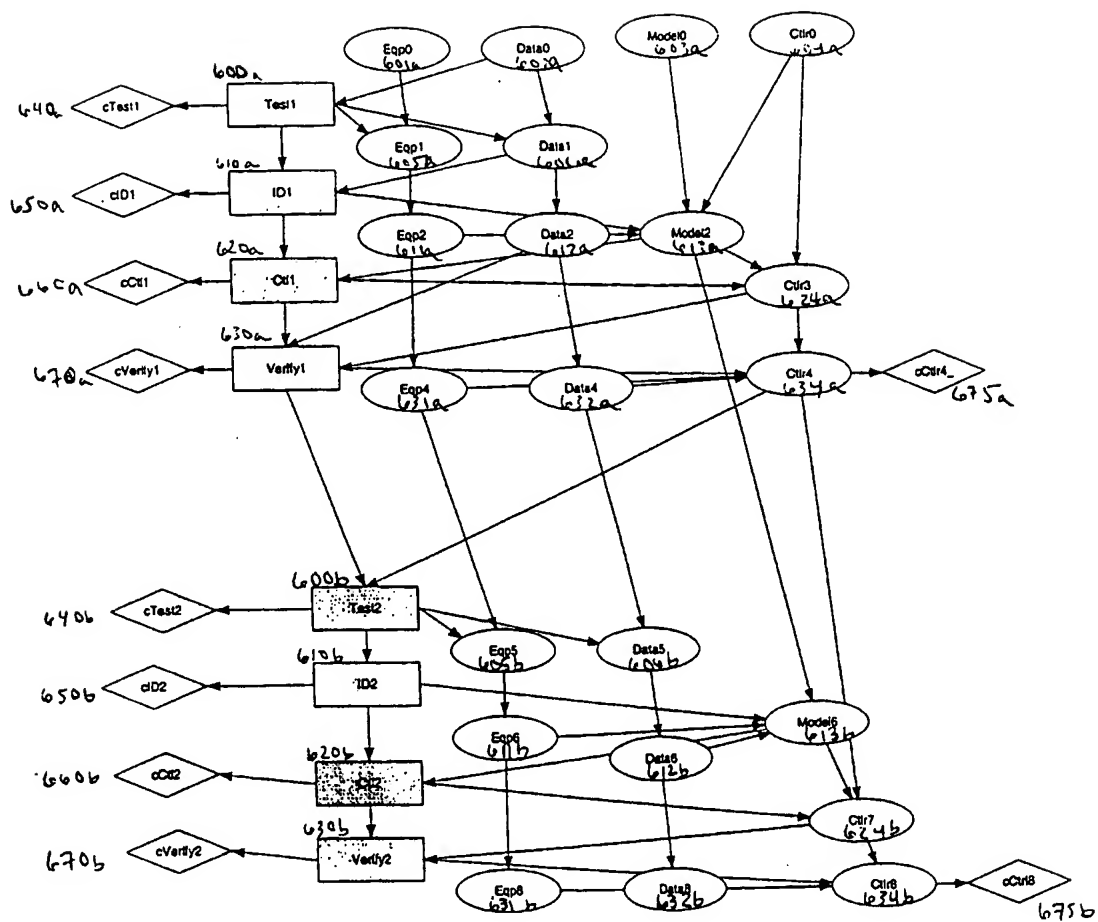 Eqp0
601a
Data0
602a
Model0
603a
Ctlr0
604a
600a
Test1
640a
cTest1
Eqp1
605a
Data1
606a
610a
ID1
650a
cID1
Eqp2
611a
Data2
612a
Model2
613a
620a
Ctl1
660a
cCtl1
Ctlr3
624a
630a
Verify1
670a
cVerify1
Eqp4
631a
Data4
632a
Ctlr4
634a
cCtlr4
675a
600b
Test2
640b
cTest2
Eqp5
605b
Data5
606b
610b
ID2
650b
cID2
Eqp6
611b
Data6
612b
Model6
613b
620b
Ctl2
660b
cCtl2
Ctlr7
624b
630b
Verify2
670b
cVerify2
Eqp8
631b
Data8
632b
Ctlr8
634b
cCtrl8
675b